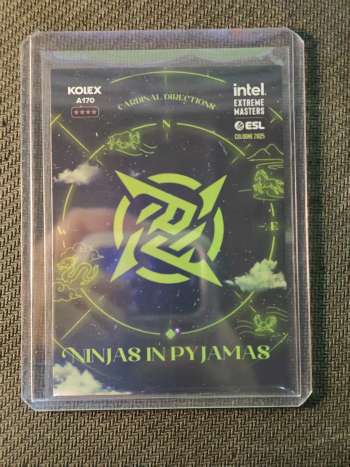 KOLEX
A170
intel.
EXTREME
MASTERS
ESL
COLOGNE 2025
CARDINAL DIRECTIONS
N
E
NINJAS IN PYJAMAS